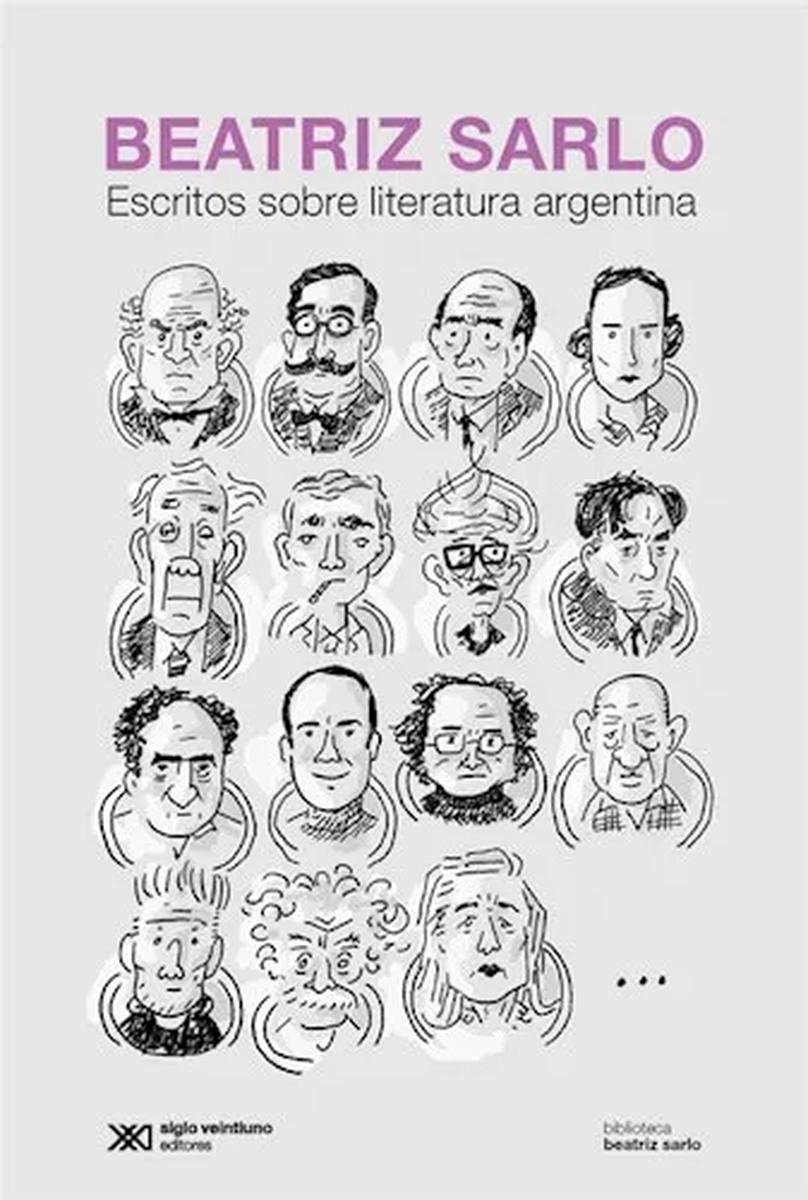 BEATRIZ SARLO
Escritos sobre literatura argentina
...
siglo veintiuno
editores
biblioteca
beatriz sarlo